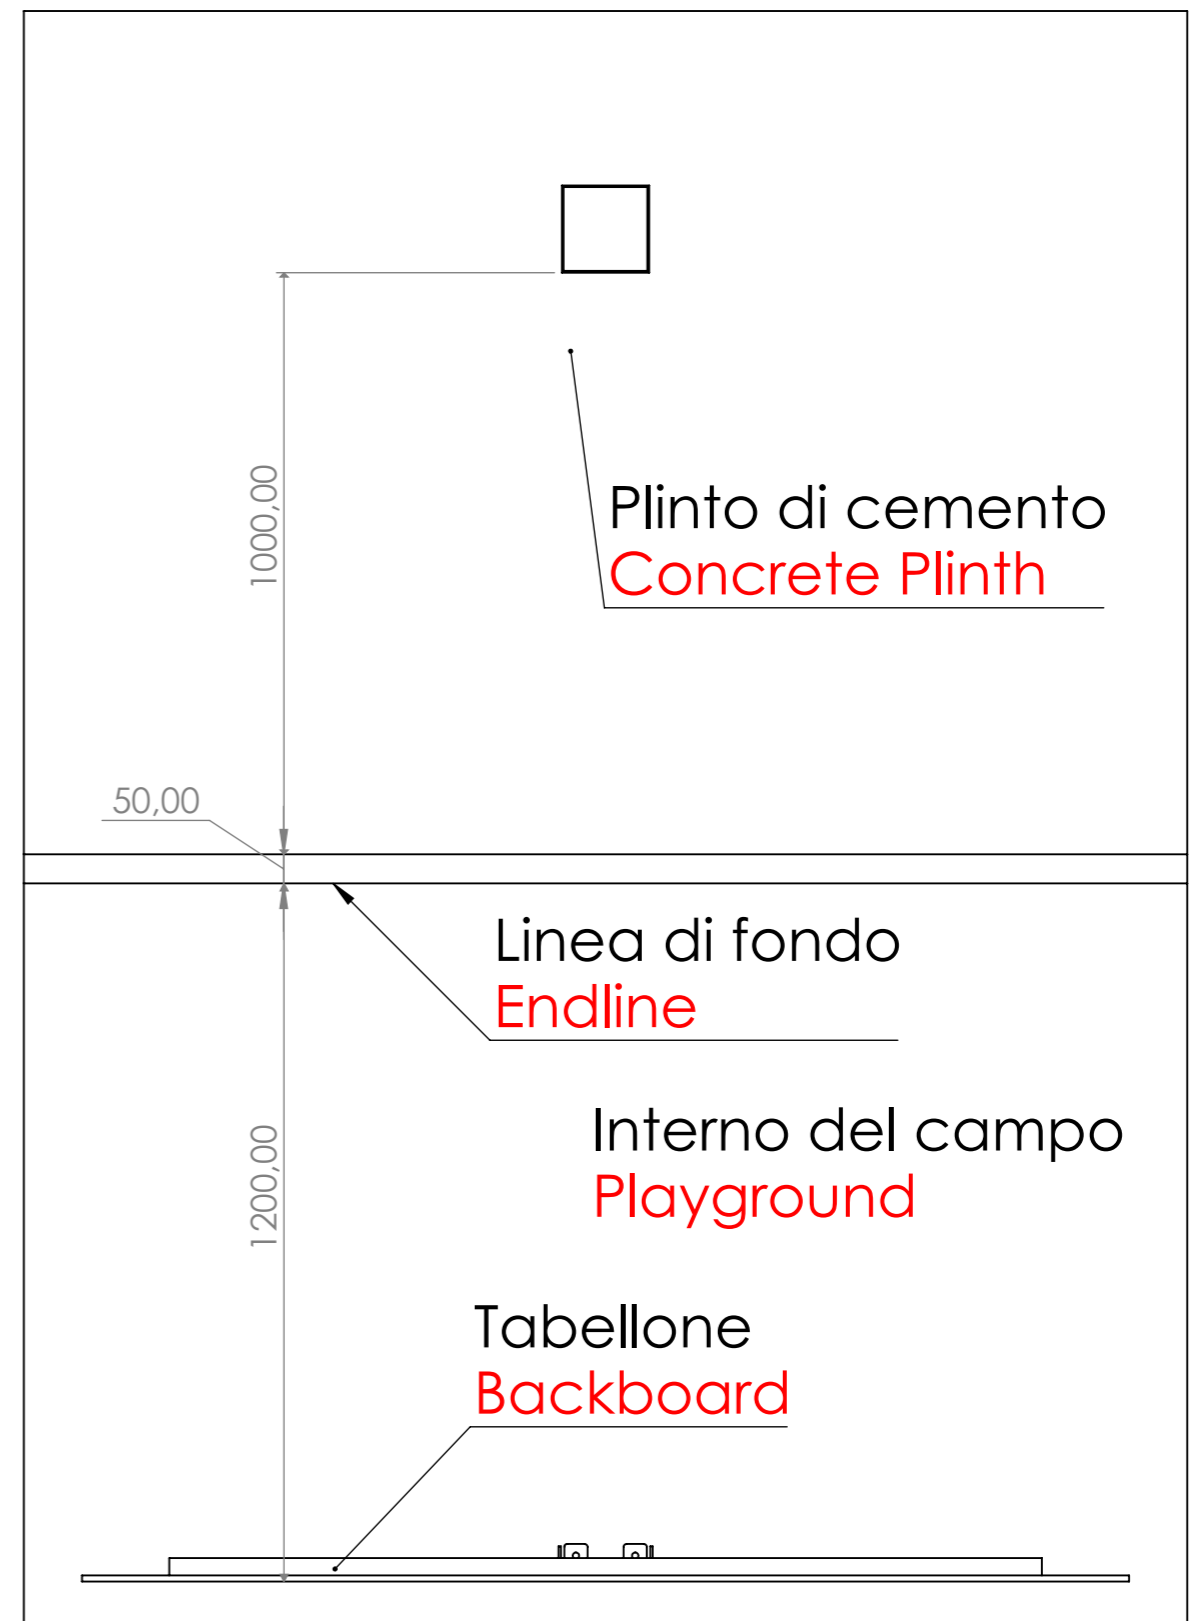 1000,00
Plinto di cemento
Concrete Plinth
50,00
Linea di fondo
Endline
1200,00
Interno del campo
Playground
Tabellone
Backboard